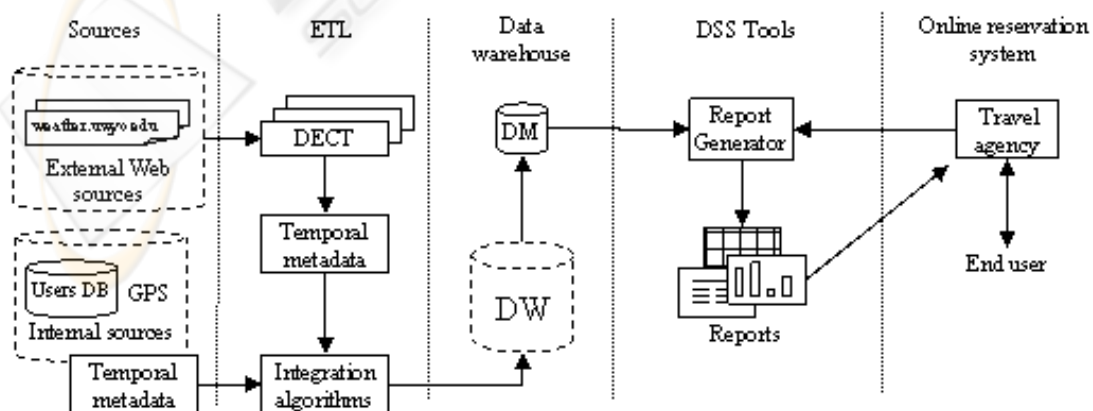 Sources
ETL
Data
warehouse
DSS Tools
Online reservation
system
weather.uwyo.edu
External Web
sources
DECT
Temporal
metadata
Users DB
GPS
Internal sources
Temporal
metadata
Integration
algorithms
DM
DW
Report
Generator
Reports
Travel
agency
End user